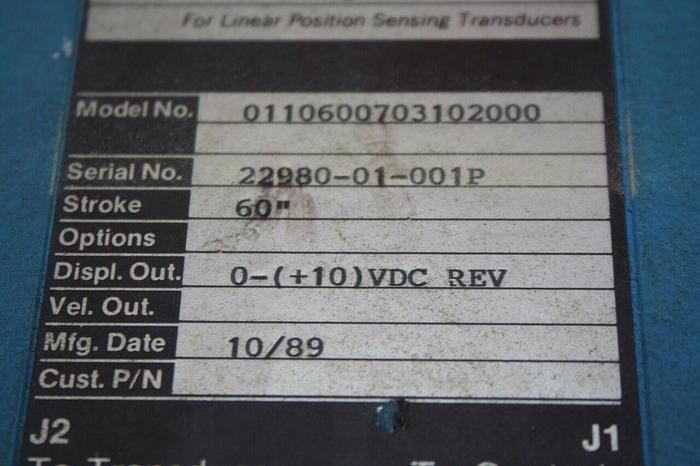 For Linear Position Sensing Transducers
Model No. 0110600703102000
Serial No. 22980-01-001P
Stroke 60"
Options
Displ. Out. 0-(+10)VDC REV
Vel. Out.
Mfg. Date 10/89
Cust. P/N
J2 J1